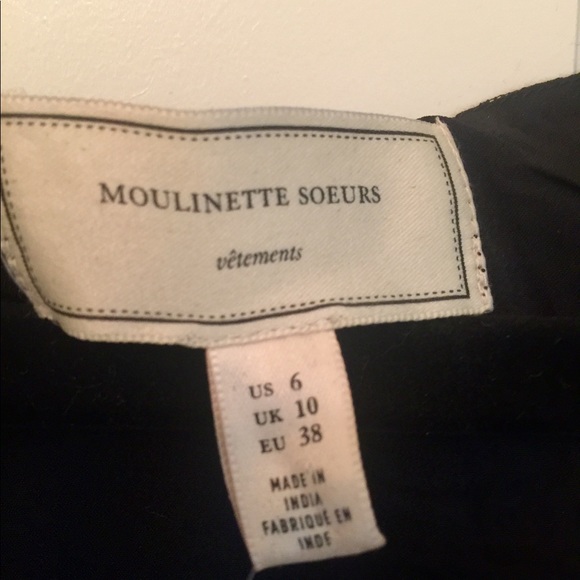 MOULINETTE SOEURS
vêtements
US 6
UK 10
EU 38
MADE IN
INDIA
FABRIQUÉ EN
INDE